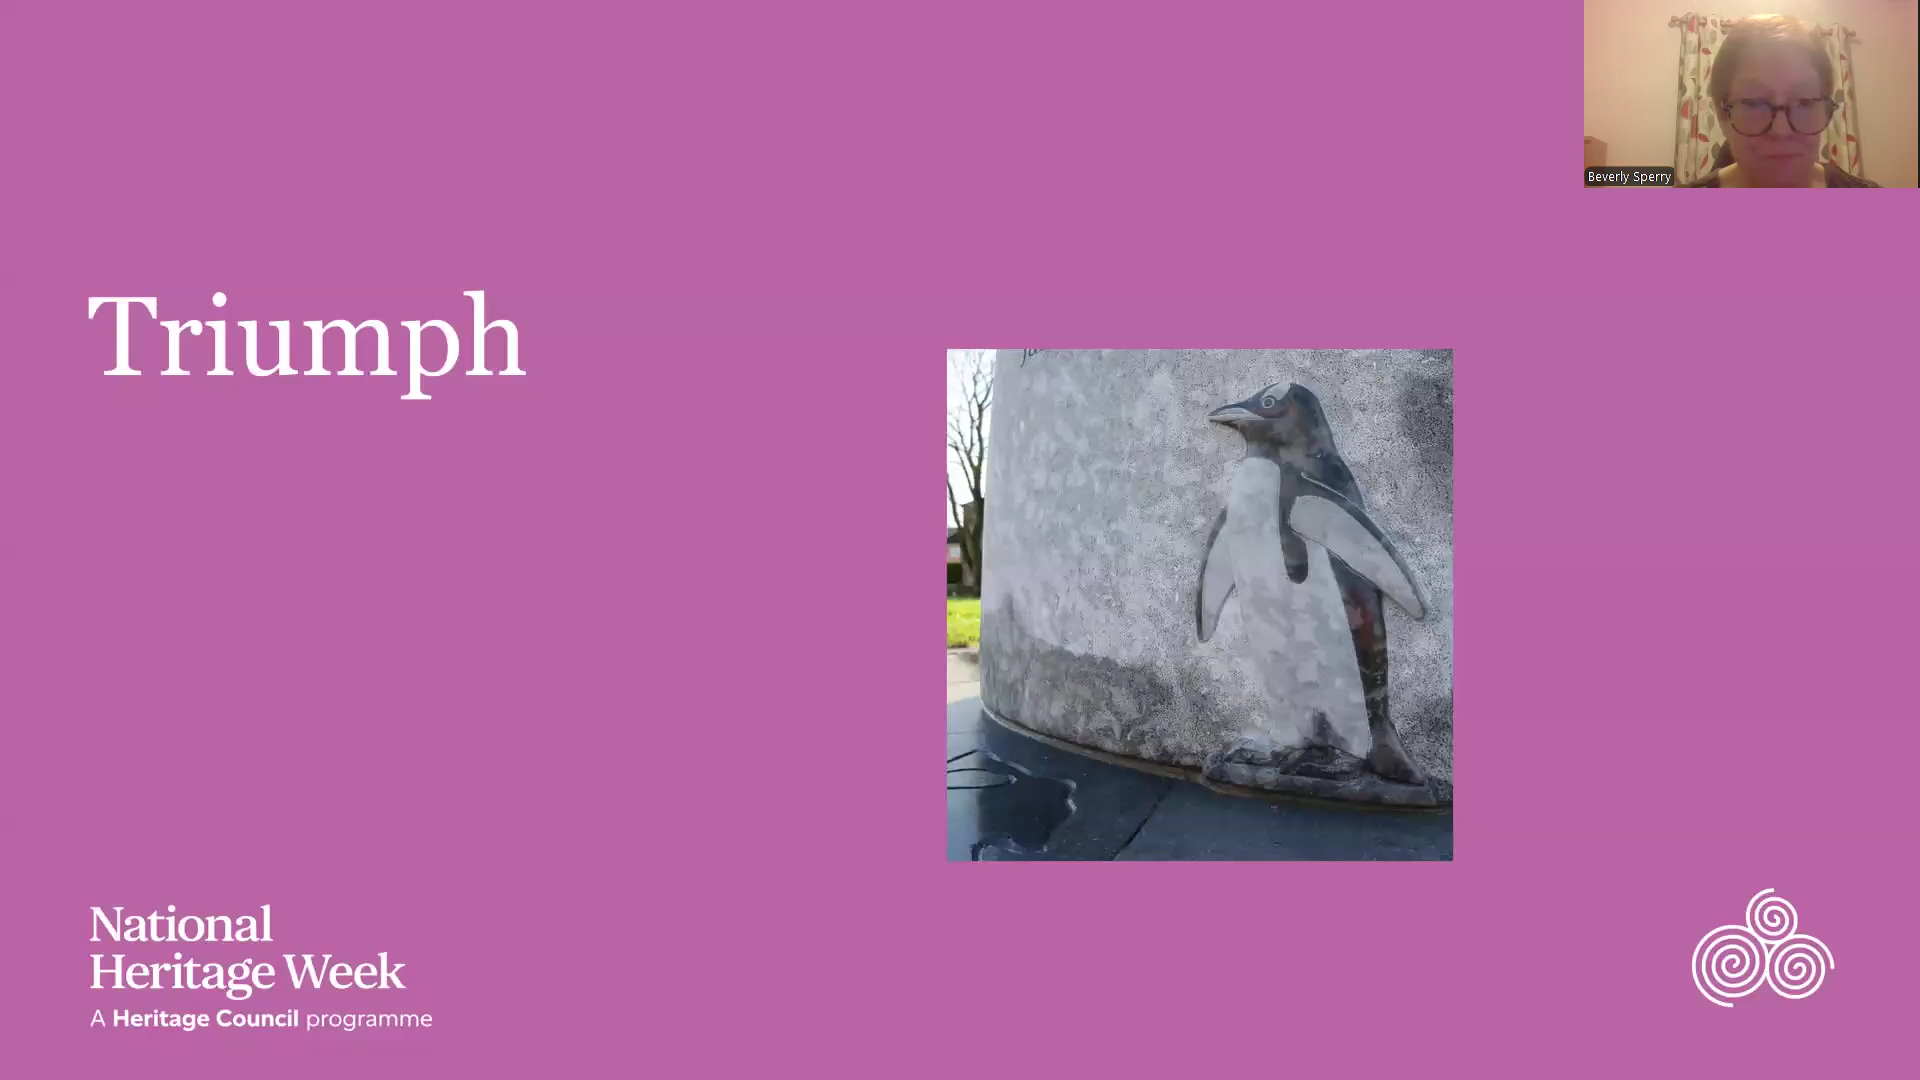 Beverly Sperry
Triumph
National
Heritage Week
A Heritage Council programme